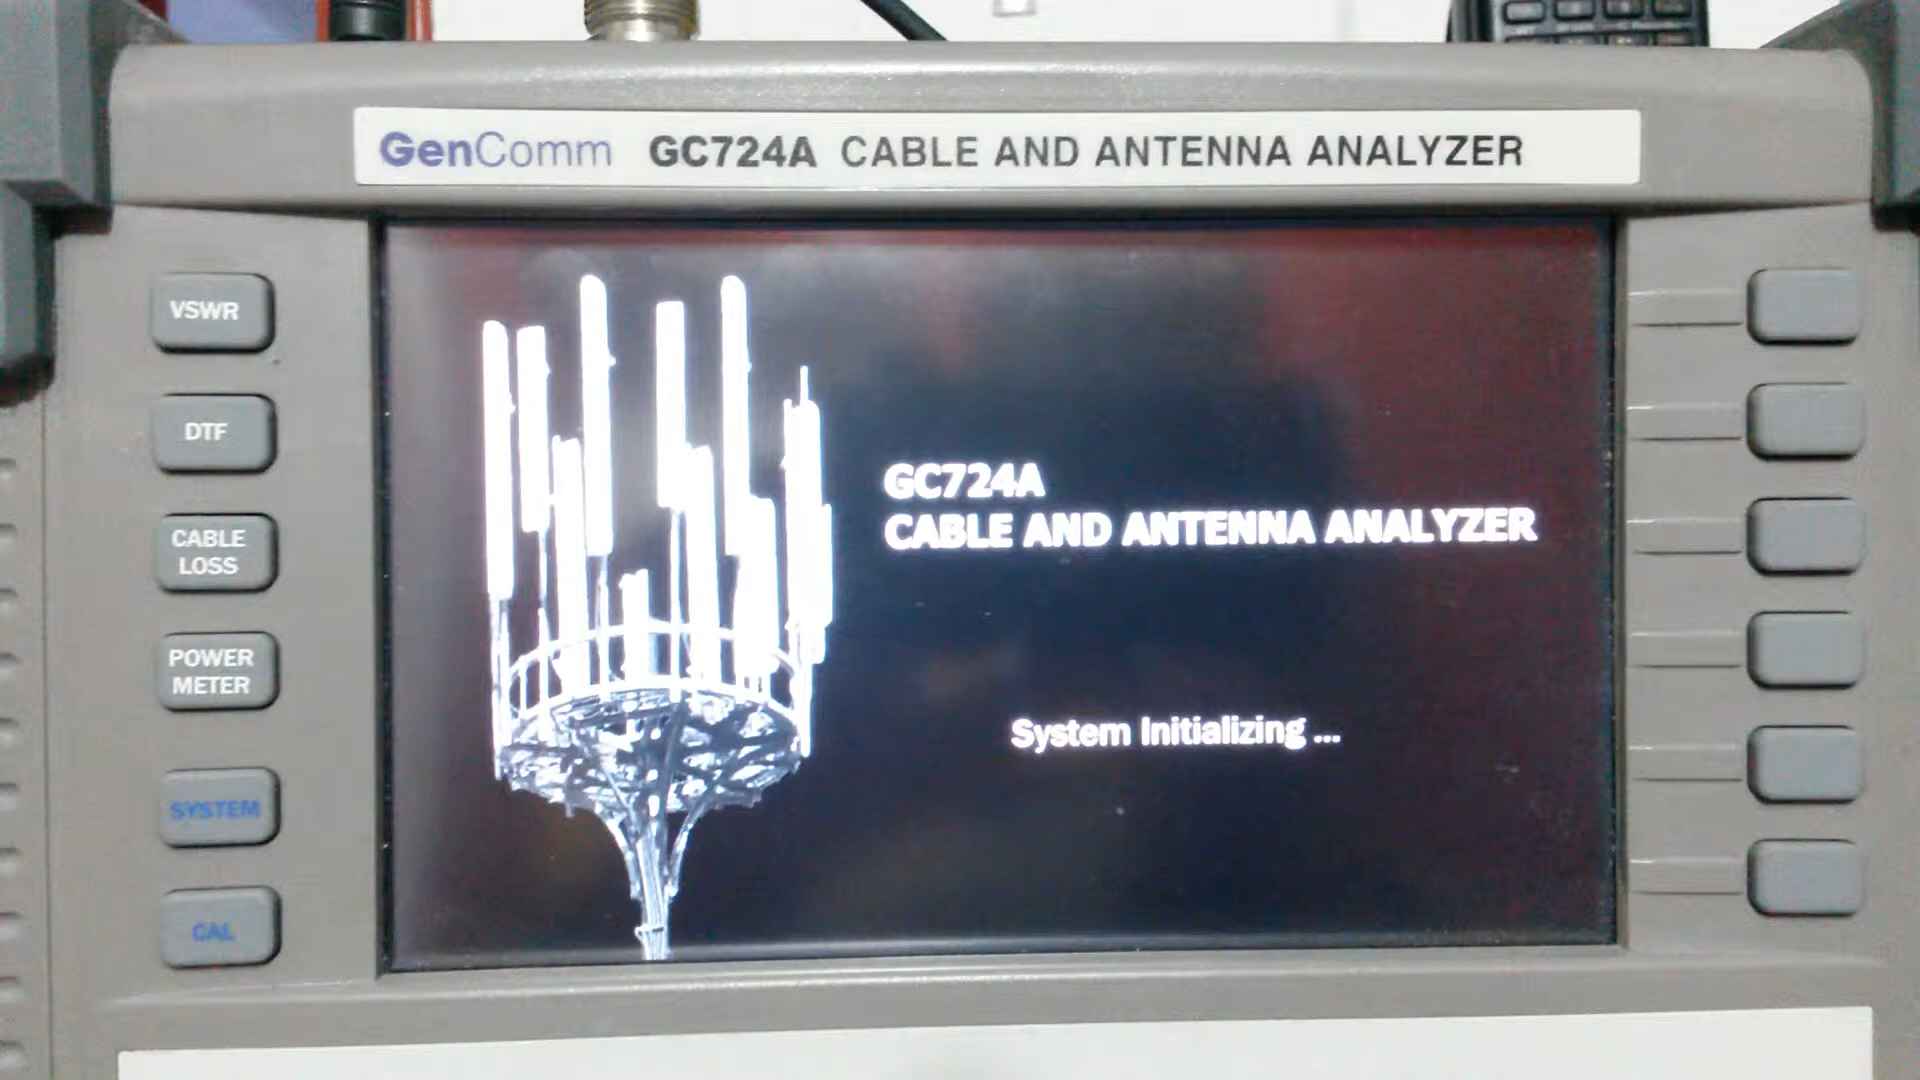 GenComm GC724A CABLE AND ANTENNA ANALYZER
VSWR
DTF
CABLE
LOSS
POWER
METER
SYSTEM
CAL
GC724A
CABLE AND ANTENNA ANALYZER
System Initializing ...